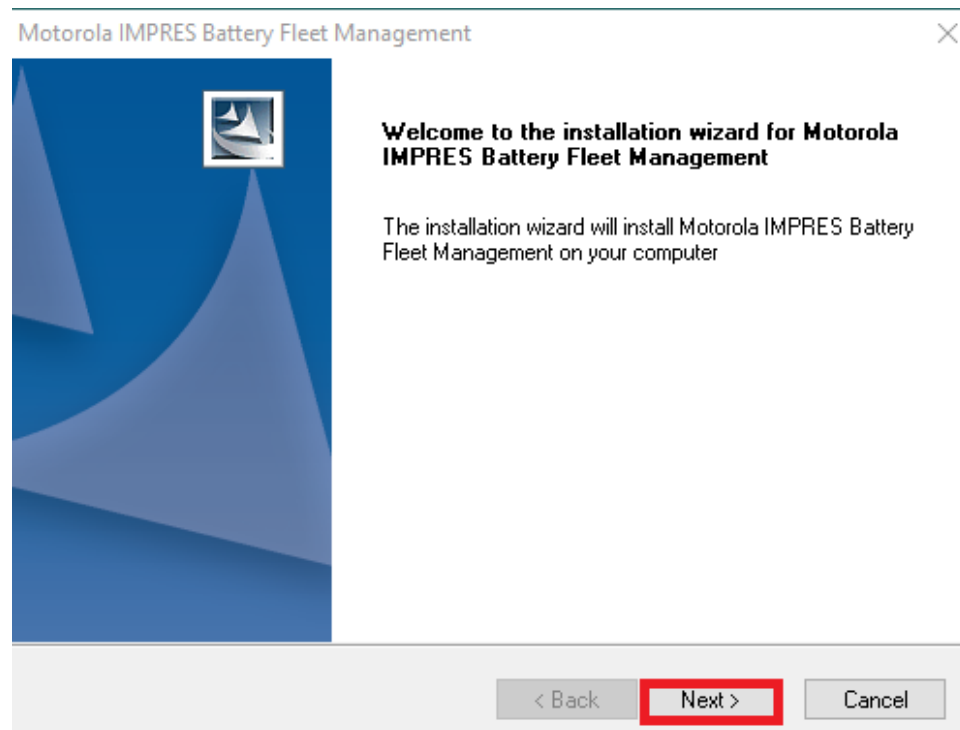 Motorola IMPRES Battery Fleet Management
Welcome to the installation wizard for Motorola
IMPRES Battery Fleet Management
The installation wizard will install Motorola IMPRES Battery
Fleet Management on your computer
< Back
Next >
Cancel